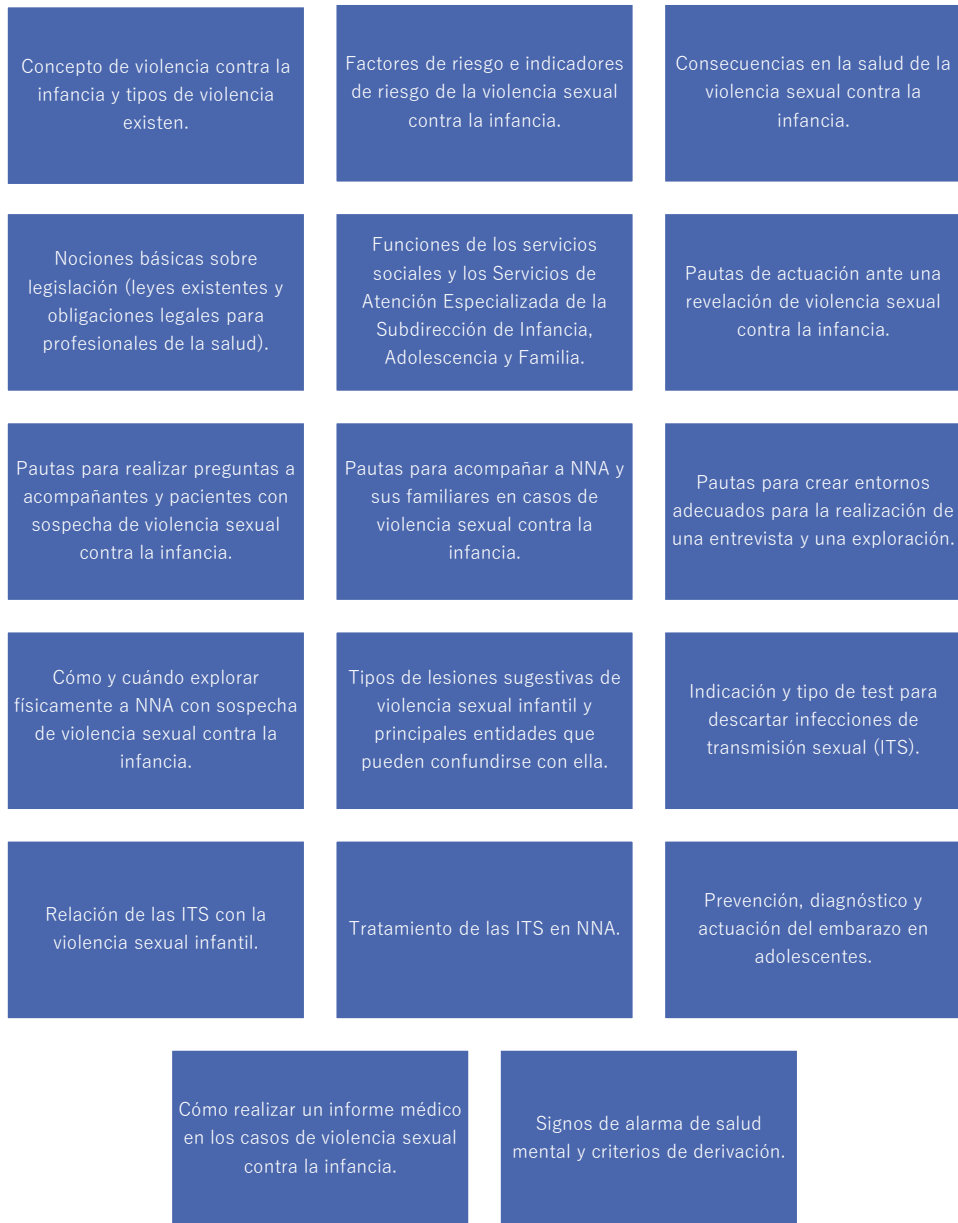 Concepto de violencia contra la
infancia y tipos de violencia
existen.
Factores de riesgo e indicadores
de riesgo de la violencia sexual
contra la infancia.
Consecuencias en la salud de la
violencia sexual contra la
infancia.
Nociones básicas sobre
legislación (leyes existentes y
obligaciones legales para
profesionales de la salud).
Funciones de los servicios
sociales y los Servicios de
Atención Especializada de la
Subdirección de Infancia,
Adolescencia y Familia.
Pautas de actuación ante una
revelación de violencia sexual
contra la infancia.
Pautas para realizar preguntas a
acompañantes y pacientes con
sospecha de violencia sexual
contra la infancia.
Pautas para acompañar a NNA y
sus familiares en casos de
violencia sexual contra la
infancia.
Pautas para crear entornos
adecuados para la realización de
una entrevista y una exploración.
Cómo y cuándo explorar
físicamente a NNA con sospecha
de violencia sexual contra la
infancia.
Tipos de lesiones sugestivas de
violencia sexual infantil y
principales entidades que
pueden confundirse con ella.
Indicación y tipo de test para
descartar infecciones de
transmisión sexual (ITS).
Relación de las ITS con la
violencia sexual infantil.
Tratamiento de las ITS en NNA.
Prevención, diagnóstico y
actuación del embarazo en
adolescentes.
Cómo realizar un informe médico
en los casos de violencia sexual
contra la infancia.
Signos de alarma de salud
mental y criterios de derivación.